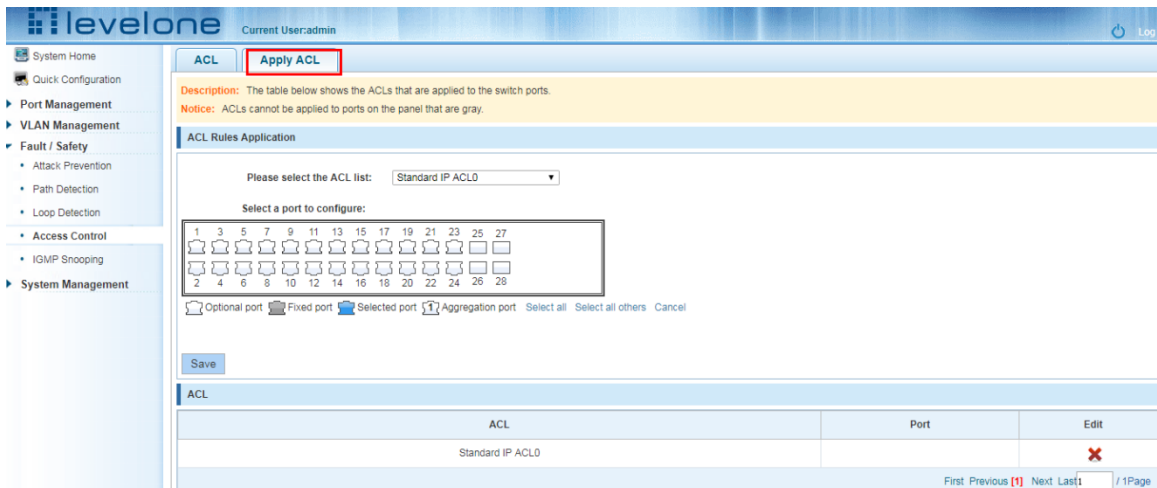 levelone
Current User:admin
Log
System Home
Quick Configuration
Port Management
VLAN Management
Fault / Safety
Attack Prevention
Path Detection
Loop Detection
Access Control
IGMP Snooping
System Management
ACL Apply ACL
Description: The table below shows the ACLs that are applied to the switch ports.
Notice: ACLs cannot be applied to ports on the panel that are gray.
ACL Rules Application
Please select the ACL list: Standard IP ACL0
Select a port to configure:
1 3 5 7 9 11 13 15 17 19 21 23 25 27
2 4 6 8 10 12 14 16 18 20 22 24 26 28
Optional port Fixed port Selected port 1 Aggregation port Select all Select all others Cancel
Save
ACL
ACL Port Edit
Standard IP ACL0
First Previous [1] Next Last 1 / 1Page